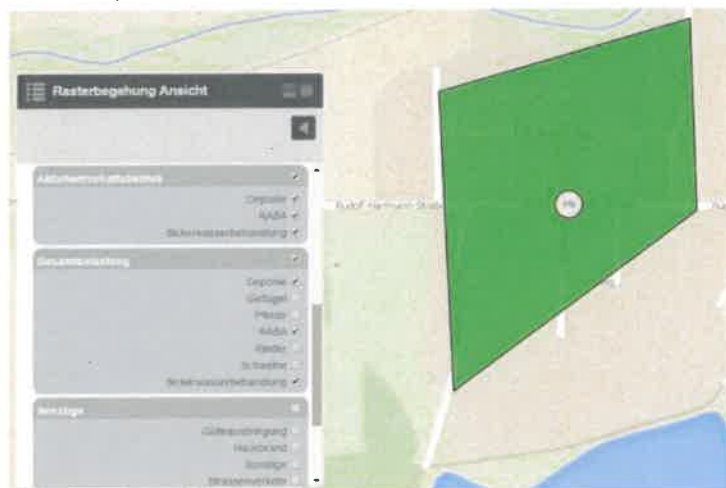 Rasterbegehung Ansicht
Deponie
RABA
Sickerwasserbehandlung
Gesamtbelastung
Deponie
Geflügel
Pferde
RABA
Rinder
Schweine
Sickerwasserbehandlung
Sonstige
Gülleausbringung
Hausbrand
Sonstige
Strassenverkehr
Rudolf-Harmann-Straße